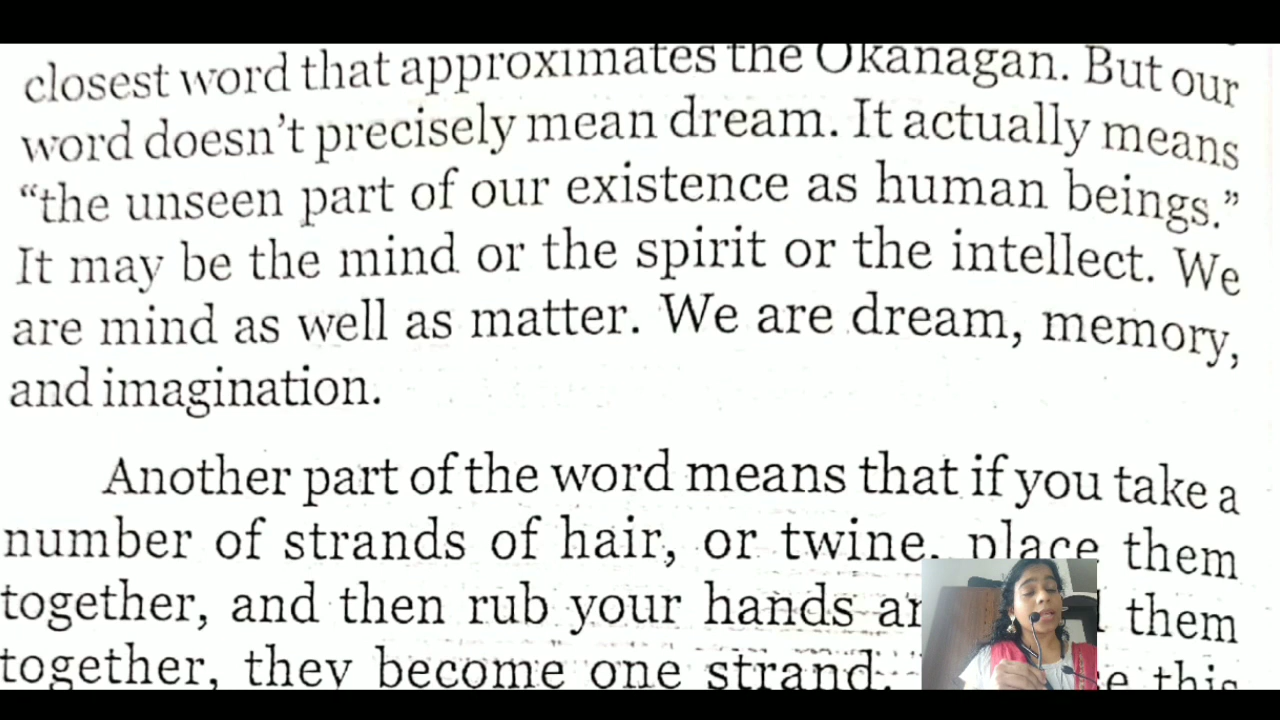 closest word that approximates the Okanagan. But our
word doesn't precisely mean dream. It actually means
“the unseen part of our existence as human beings.”
It may be the mind or the spirit or the intellect. We
are mind as well as matter. We are dream, memory,
and imagination.
Another part of the word means that if you take a
number of strands of hair, or twine, place them
together, and then rub your hands them
together, they become one strand. this